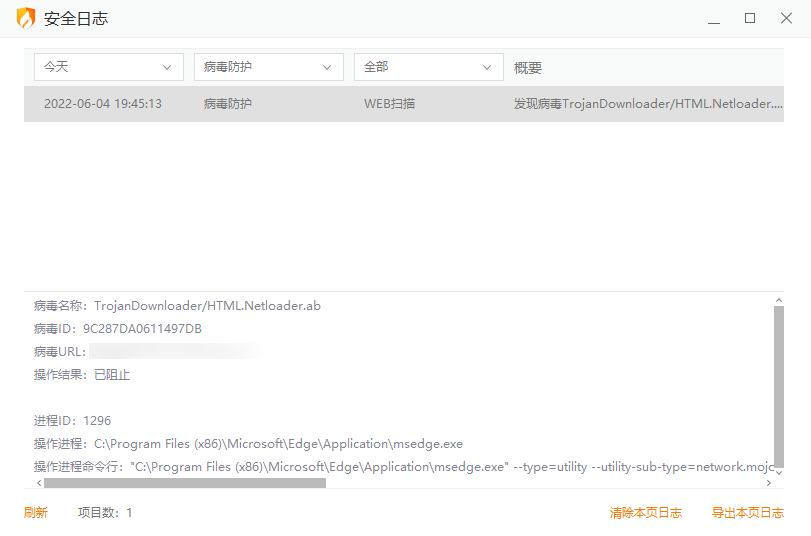 安全日志
今天 病毒防护 全部 概要
2022-06-04 19:45:13 病毒防护 WEB扫描 发现病毒TrojanDownloader/HTML.Netloader....
病毒名称：TrojanDownloader/HTML.Netloader.ab
病毒ID：9C287DA0611497DB
病毒URL：
操作结果：已阻止
进程ID：1296
操作进程：C:\Program Files (x86)\Microsoft\Edge\Application\msedge.exe
操作进程命令行："C:\Program Files (x86)\Microsoft\Edge\Application\msedge.exe" --type=utility --utility-sub-type=network.mojc
刷新 项目数：1 清除本页日志 导出本页日志